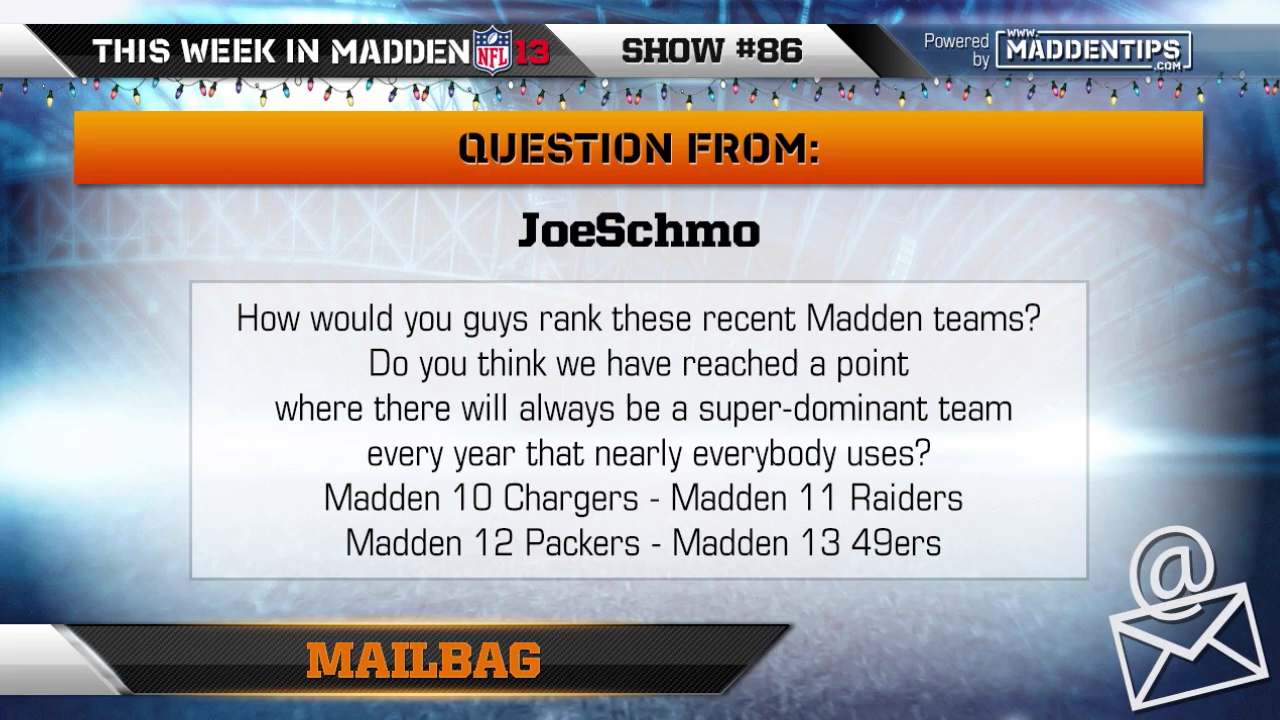 THIS WEEK IN MADDEN NFL 13
SHOW #86
Powered by
WWW.
MADDENTIPS
.COM
QUESTION FROM:
JoeSchmo
How would you guys rank these recent Madden teams?
Do you think we have reached a point
where there will always be a super-dominant team
every year that nearly everybody uses?
Madden 10 Chargers - Madden 11 Raiders
Madden 12 Packers - Madden 13 49ers
@
MAILBAG